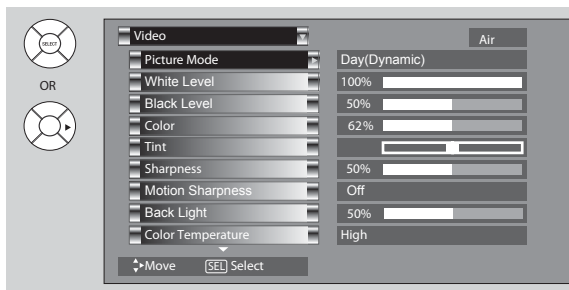 SELECT
OR
Video
Air
Picture Mode Day(Dynamic)
White Level 100%
Black Level 50%
Color 62%
Tint
Sharpness 50%
Motion Sharpness Off
Back Light 50%
Color Temperature High
Move SEL Select